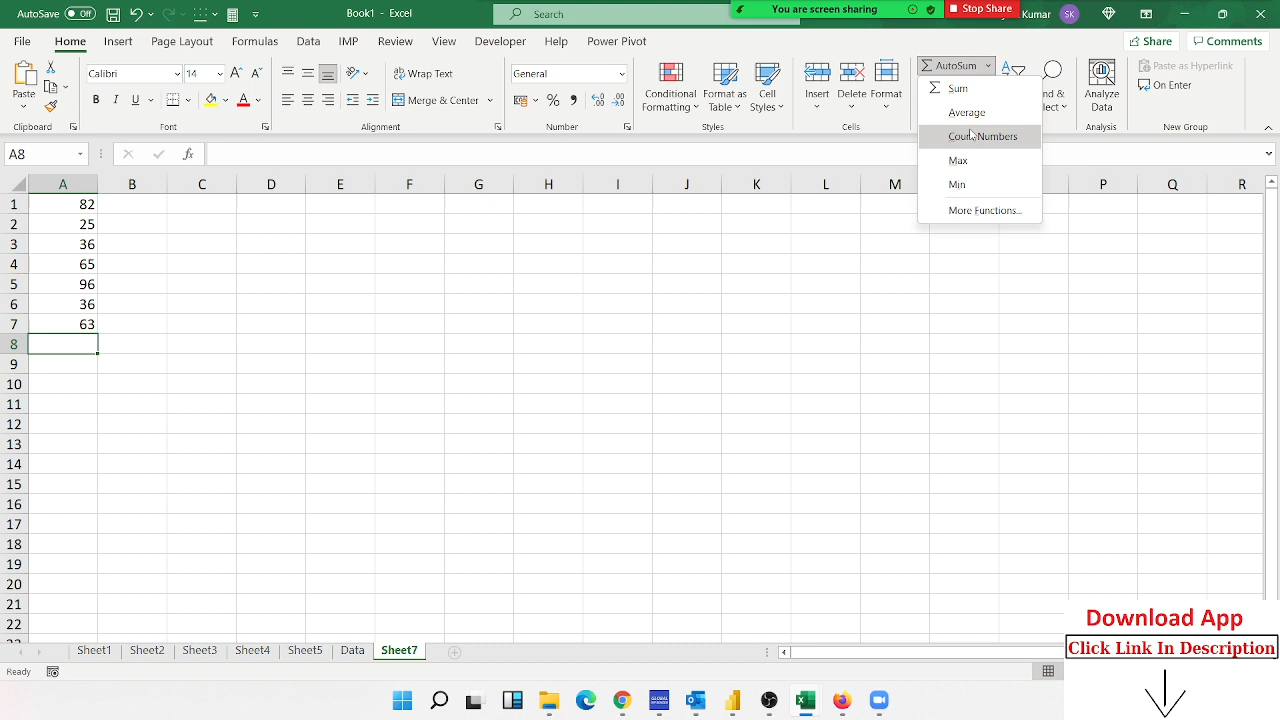 AutoSave Off Book1 - Excel Search You are screen sharing Stop Share Kumar SK
File Home Insert Page Layout Formulas Data IMP Review View Developer Help Power Pivot Share Comments
Paste Calibri 14 Wrap Text General Conditional Formatting Format as Table Cell Styles Insert Delete Format AutoSum Analyze Data Paste as Hyperlink
B I U Merge & Center On Enter
Clipboard Font Alignment Number Styles Cells Analysis New Group
Sum
Average
Count Numbers
Max
Min
More Functions...
A8 fx
A B C D E F G H I J K L M P Q R
1 82
2 25
3 36
4 65
5 96
6 36
7 63
8
9
10
11
12
13
14
15
16
17
18
19
20
21
22
Sheet1 Sheet2 Sheet3 Sheet4 Sheet5 Data Sheet7
Ready
Download App
Click Link In Description